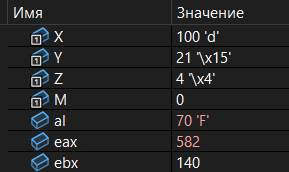 Имя Значение
X 100 'd'
Y 21 '\x15'
Z 4 '\x4'
M 0
al 70 'F'
eax 582
ebx 140